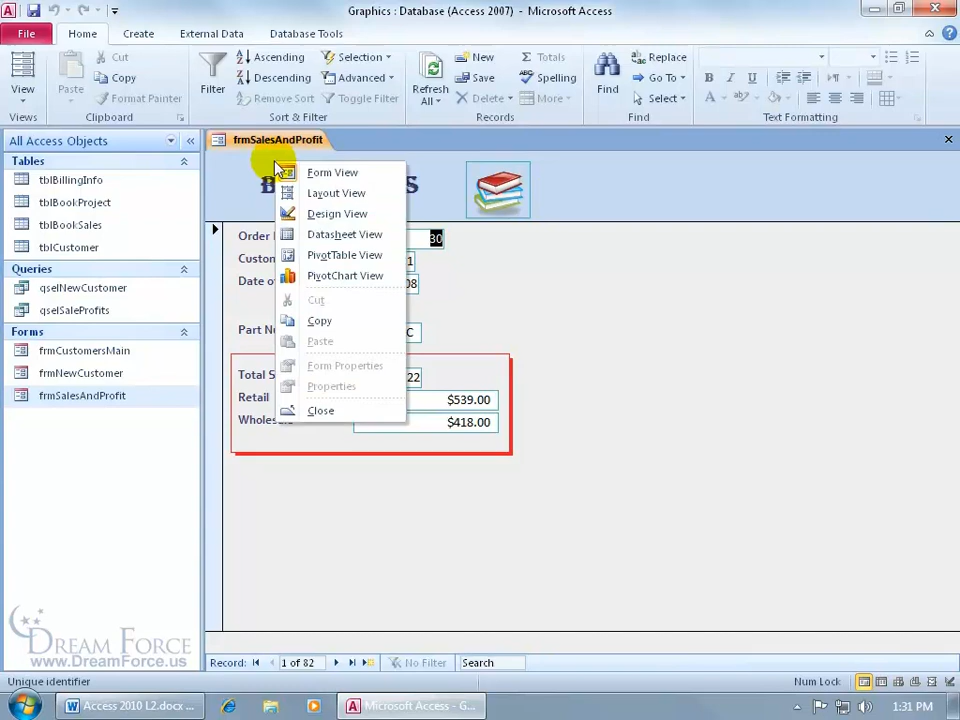 Graphics : Database (Access 2007) - Microsoft Access
File Home Create External Data Database Tools
View
Views
Paste
Cut
Copy
Format Painter
Clipboard
Filter
Ascending
Descending
Remove Sort
Selection
Advanced
Toggle Filter
Sort & Filter
Refresh
All
New
Save
Delete
Totals
Spelling
More
Records
Find
Replace
Go To
Select
Find
B I U
A
Text Formatting
All Access Objects
Tables
tblBillingInfo
tblBookProject
tblBookSales
tblCustomer
Queries
qselNewCustomer
qselSaleProfits
Forms
frmCustomersMain
frmNewCustomer
frmSalesAndProfit
frmSalesAndProfit
Form View
Layout View
Design View
Datasheet View
PivotTable View
PivotChart View
Cut
Copy
Paste
Form Properties
Properties
Close
Order 30
Custom 1
Date of 08
Part Nu C
Total S 22
Retail $539.00
Wholes $418.00
Record: 1 of 82 No Filter Search
DREAM FORCE
www.DreamForce.us
Unique identifier
Num Lock
Access 2010 L2.docx ...
Microsoft Access - G...
1:31 PM